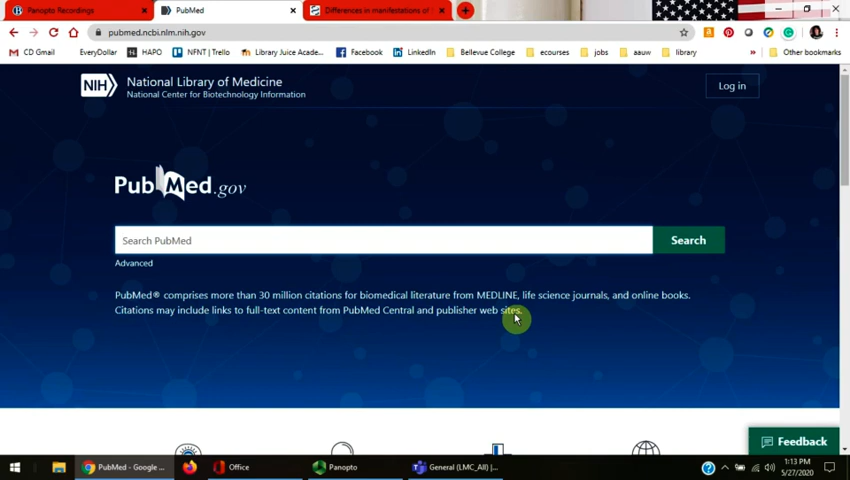 Panopto Recordings
PubMed
Differences in manifestations of
pubmed.ncbi.nlm.nih.gov
CD Gmail
EveryDollar
HAPO
NFNT | Trello
Library Juice Acade...
Facebook
LinkedIn
Bellevue College
ecourses
jobs
aauw
library
»
Other bookmarks
NIH
National Library of Medicine
National Center for Biotechnology Information
Log in
PubMed.gov
Search PubMed
Search
Advanced
PubMed® comprises more than 30 million citations for biomedical literature from MEDLINE, life science journals, and online books.
Citations may include links to full-text content from PubMed Central and publisher web sites.
Feedback
PubMed - Google ...
Office
Panopto
General (LMC_All) |...
1:13 PM
5/27/2020